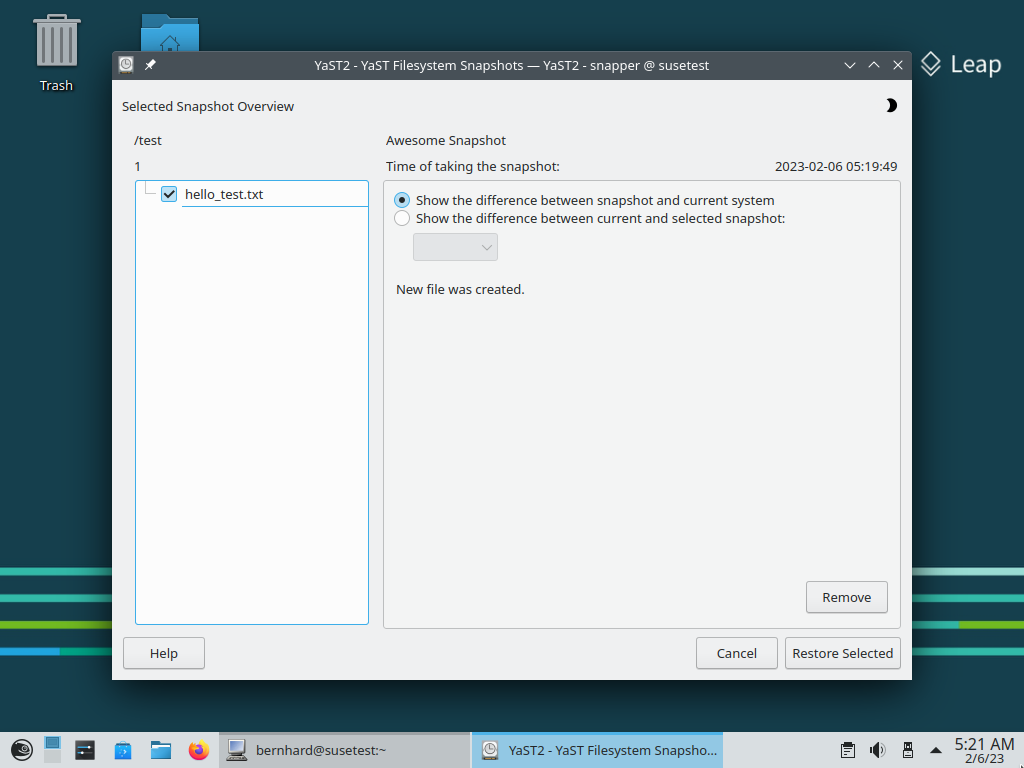 Trash
YaST2 - YaST Filesystem Snapshots — YaST2 - snapper @ susetest
Leap
Selected Snapshot Overview
/test
Awesome Snapshot
1
Time of taking the snapshot:
2023-02-06 05:19:49
hello_test.txt
Show the difference between snapshot and current system
Show the difference between current and selected snapshot:
New file was created.
Remove
Help
Cancel
Restore Selected
bernhard@susetest:~
YaST2 - YaST Filesystem Snapsho...
5:21 AM
2/6/23